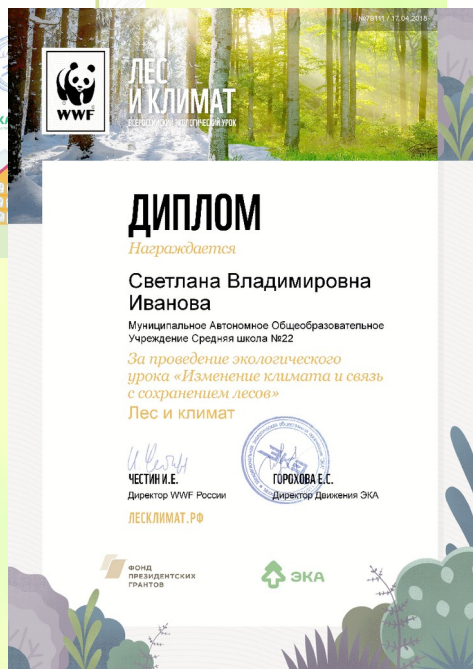 №79111 / 17.04.2018
WWF
ЛЕС
И КЛИМАТ
ВСЕРОССИЙСКИЙ ЭКОЛОГИЧЕСКИЙ УРОК
ДИПЛОМ
Награждается
Светлана Владимировна
Иванова
Муниципальное Автономное Общеобразовательное
Учреждение Средняя школа №22
За проведение экологического
урока «Изменение климата и связь
с сохранением лесов»
Лес и климат
ЧЕСТИН И.Е.
Директор WWF России
ГОРОХОВА Е.С.
Директор Движения ЭКА
ЛЕСКЛИМАТ.РФ
ФОНД
ПРЕЗИДЕНТСКИХ
ГРАНТОВ
ЭКА